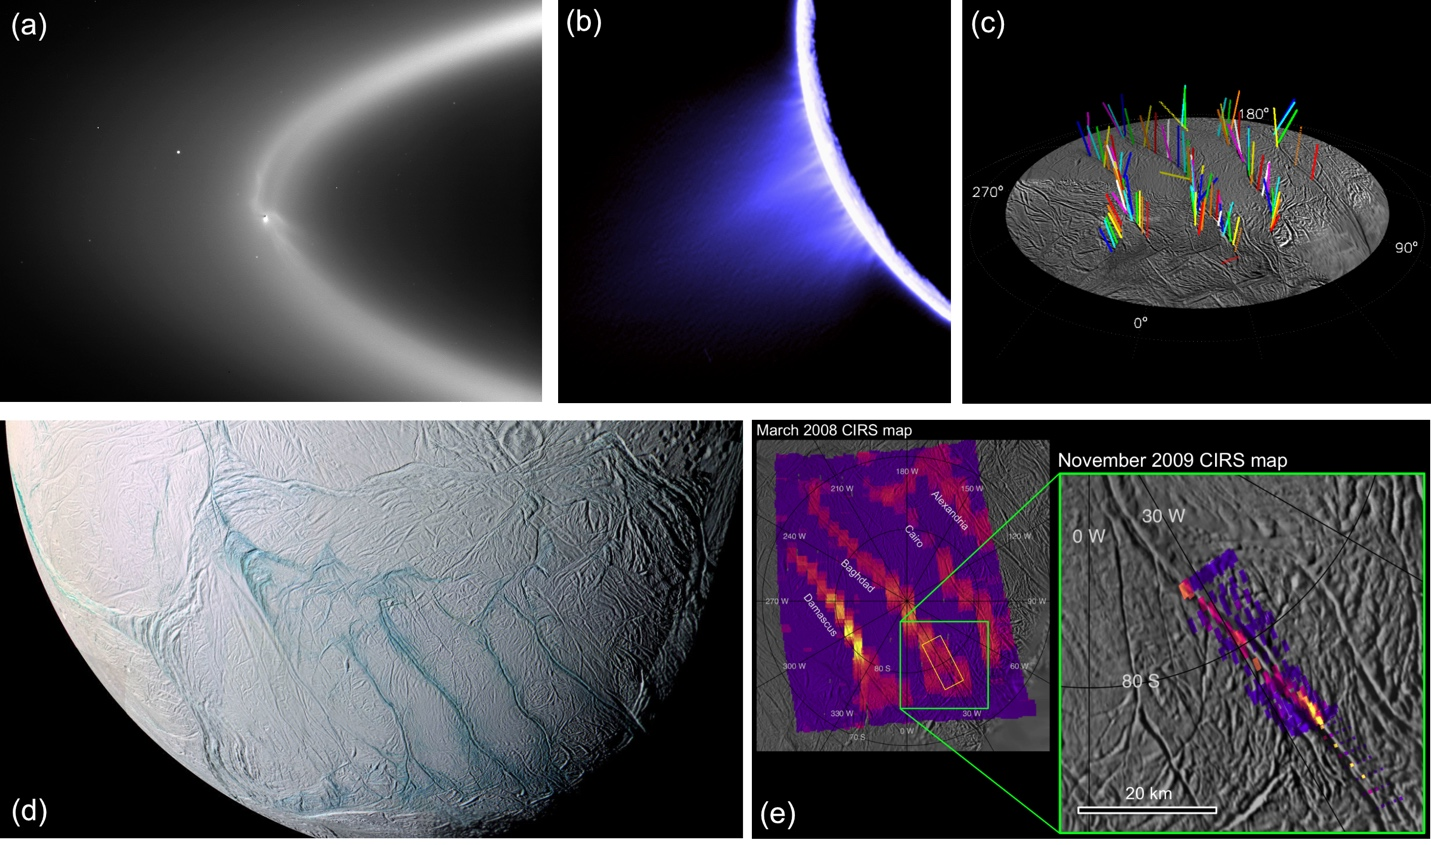 (a)
(b)
(c)
180°
270°
90°
0°
(d)
March 2008 CIRS map
180 W
210 W
150 W
Alexandria
240 W
Cairo
120 W
Baghdad
270 W
90 W
Damascus
300 W
80 S
60 W
330 W
30 W
0 W
70 S
November 2009 CIRS map
30 W
0 W
80 S
20 km
(e)